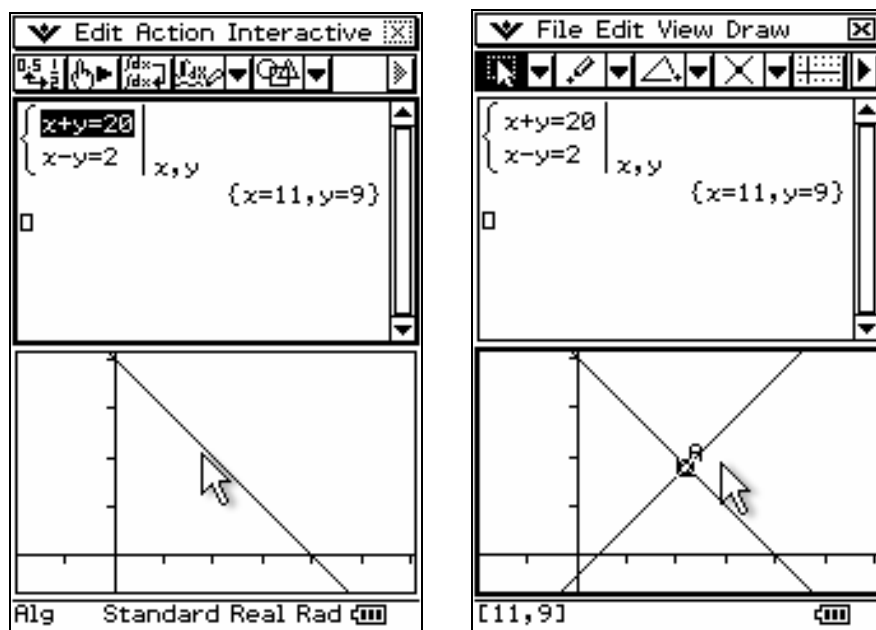 Edit Action Interactive
x+y=20
x-y=2
x,y
{x=11,y=9}
Alg Standard Real Rad
File Edit View Draw
x+y=20
x-y=2
x,y
{x=11,y=9}
A
[11,9]